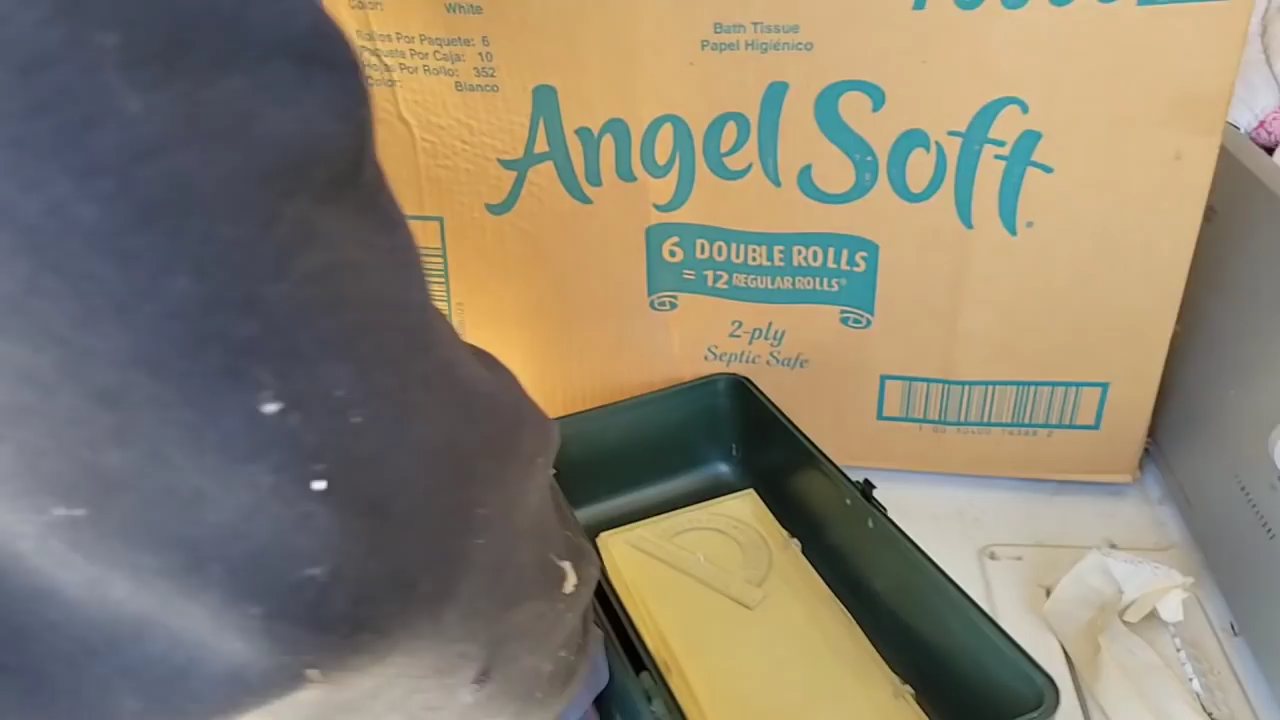 Color: White
Rollos Por Paquete: 6
Paquete Por Caja: 10
Hojas Por Rollo: 352
Color: Blanco
Bath Tissue
Papel Higiénico
Angel Soft
6 DOUBLE ROLLS
= 12 REGULAR ROLLS®
2-ply
Septic Safe